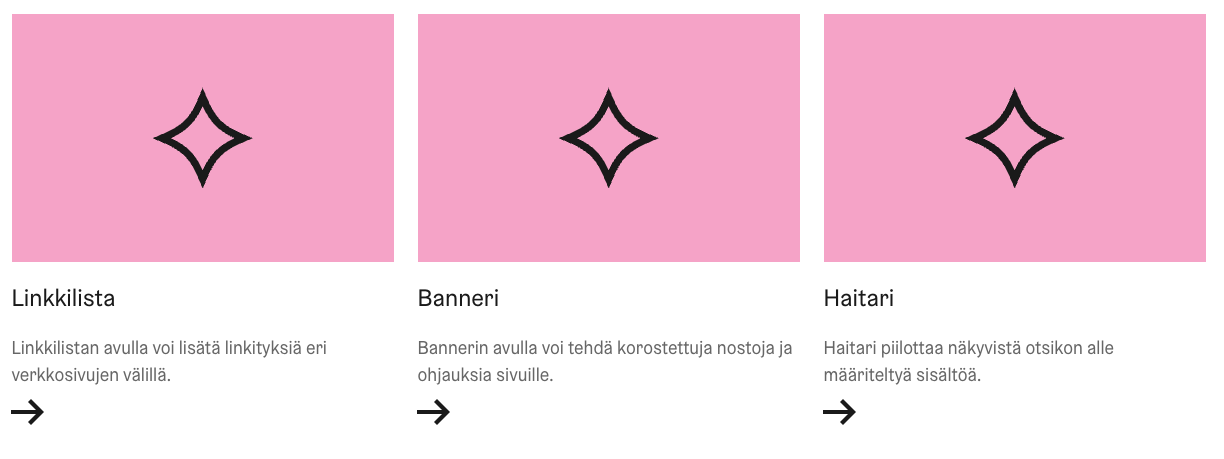 Linkkilista
Linkkilistan avulla voi lisätä linkityksiä eri
verkkosivujen välillä.
Banneri
Bannerin avulla voi tehdä korostettuja nostoja ja
ohjauksia sivuille.
Haitari
Haitari piilottaa näkyvistä otsikon alle
määriteltyä sisältöä.